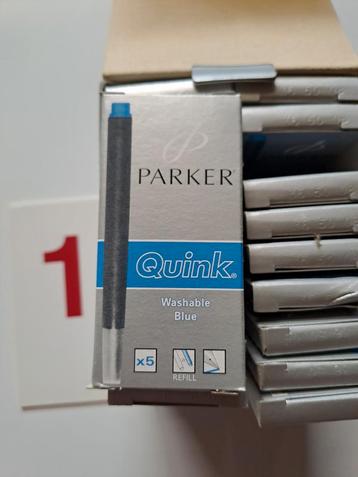 PARKER
1
Quink®
Washable
Blue
x5
REFILL